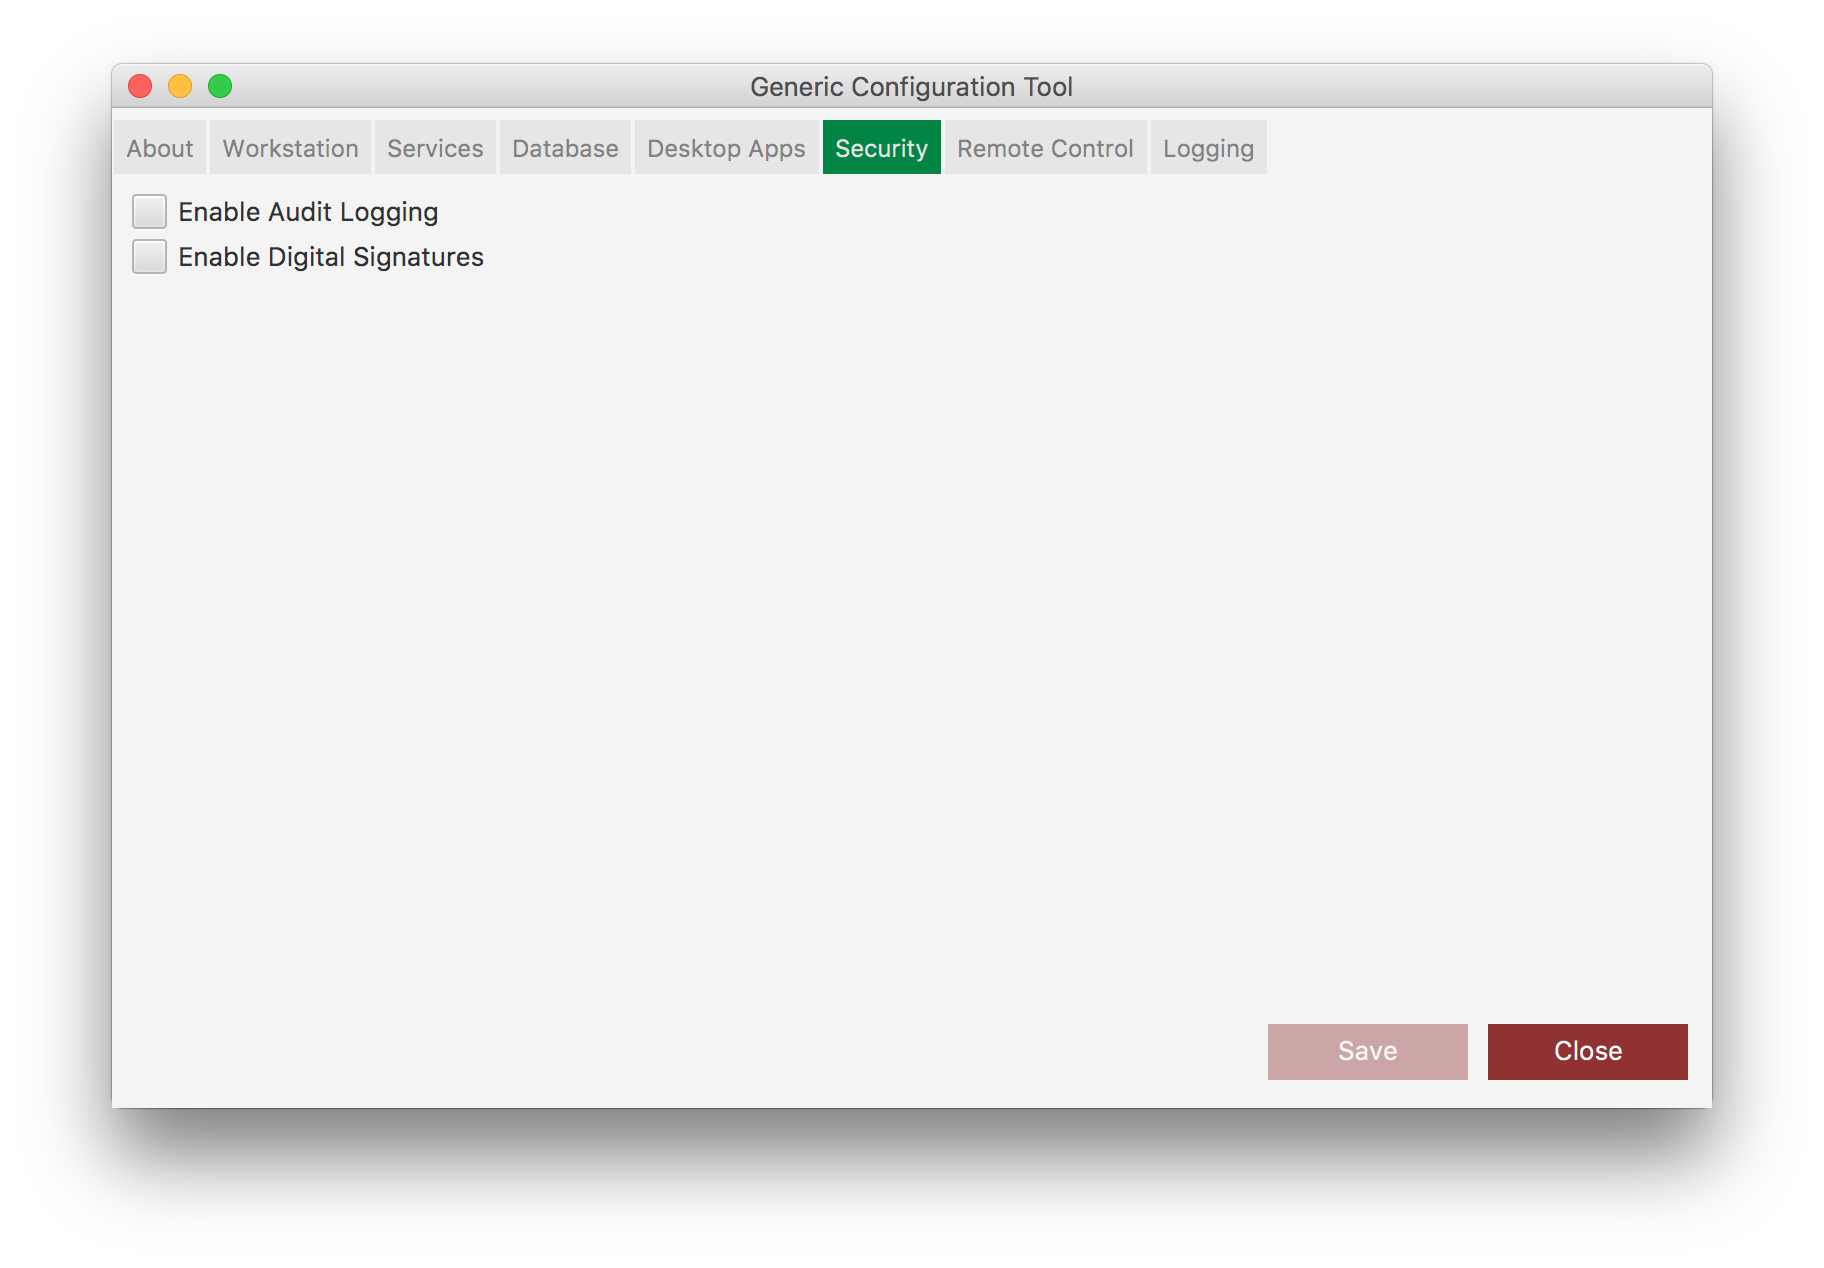 Generic Configuration Tool
About Workstation Services Database Desktop Apps Security Remote Control Logging
Enable Audit Logging
Enable Digital Signatures
Save Close